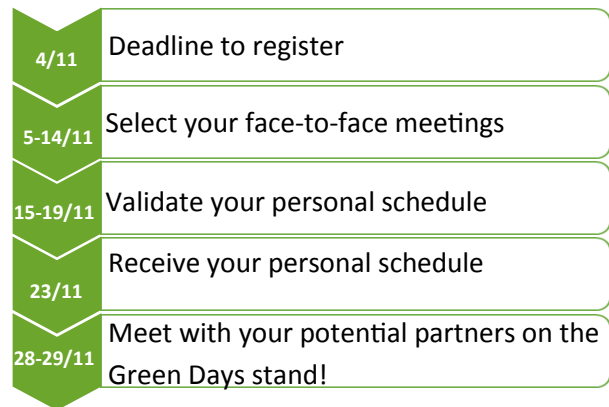 4/11
Deadline to register
5-14/11
Select your face-to-face meetings
15-19/11
Validate your personal schedule
23/11
Receive your personal schedule
28-29/11
Meet with your potential partners on the
Green Days stand!